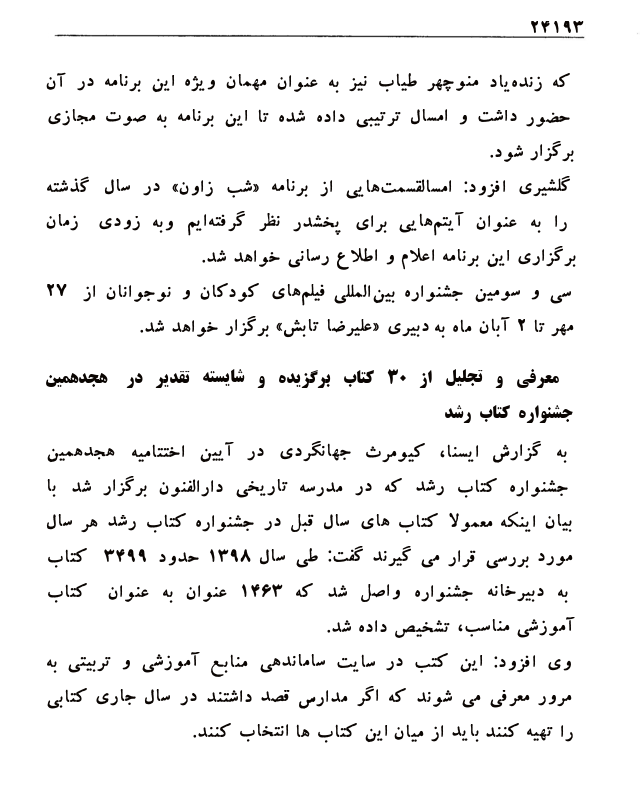 ۲۴۱۹۳
که زنده‌یاد منوچهر طیاب نیز به عنوان مهمان ویژه این برنامه در آن
حضور داشت و امسال ترتیبی داده شده تا این برنامه به صوت مجازی
برگزار شود.
گلشیری افزود: امسالقسمت‌هایی از برنامه «شب زاون» در سال گذشته
را به عنوان آیتم‌هایی برای پخشدر نظر گرفته‌ایم وبه زودی زمان
برگزاری این برنامه اعلام و اطلاع رسانی خواهد شد.
سی و سومین جشنواره بین‌المللی فیلم‌های کودکان و نوجوانان از ۲۷
مهر تا ۲ آبان ماه به دبیری «علیرضا تابش» برگزار خواهد شد.
معرفی و تجلیل از ۳۰ کتاب برگزیده و شایسته تقدیر در هجدهمین
جشنواره کتاب رشد
به گزارش ایسنا، کیومرث جهانگردی در آیین اختتامیه هجدهمین
جشنواره کتاب رشد که در مدرسه تاریخی دارالفنون برگزار شد با
بیان اینکه معمولا کتاب های سال قبل در جشنواره کتاب رشد هر سال
مورد بررسی قرار می گیرند گفت: طی سال ۱۳۹۸ حدود ۳۴۹۹ کتاب
به دبیرخانه جشنواره واصل شد که ۱۴۶۳ عنوان به عنوان کتاب
آموزشی مناسب، تشخیص داده شد.
وی افزود: این کتب در سایت ساماندهی منابع آموزشی و تربیتی به
مرور معرفی می شوند که اگر مدارس قصد داشتند در سال جاری کتابی
را تهیه کنند باید از میان این کتاب ها انتخاب کنند.